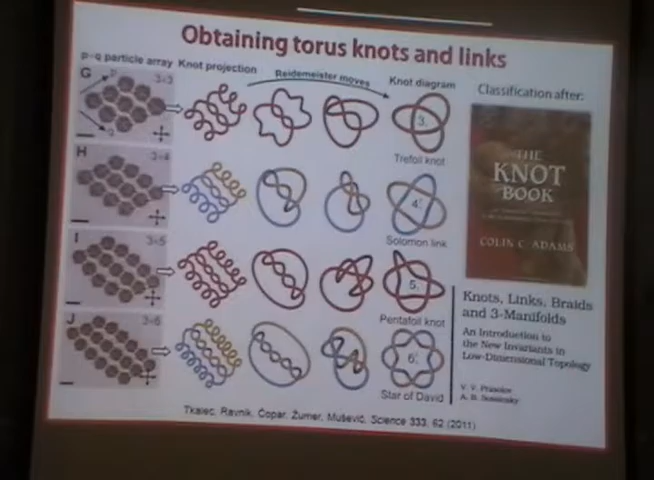 Obtaining torus knots and links
p×q particle array
Knot projection
Reidemeister moves
Knot diagram
Classification after:
G
p
q
3×3
3
Trefoil knot
H
3×4
4
Solomon link
I
3×5
5
Pentafoil knot
J
3×6
6
Star of David
THE
KNOT
BOOK
COLIN C. ADAMS
Knots, Links, Braids
and 3-Manifolds
An Introduction to
the New Invariants in
Low-Dimensional Topology
V. V. Prasolov
A. B. Sossinsky
Tkalec, Ravnik, Čopar, Žumer, Muševič, Science 333, 62 (2011)